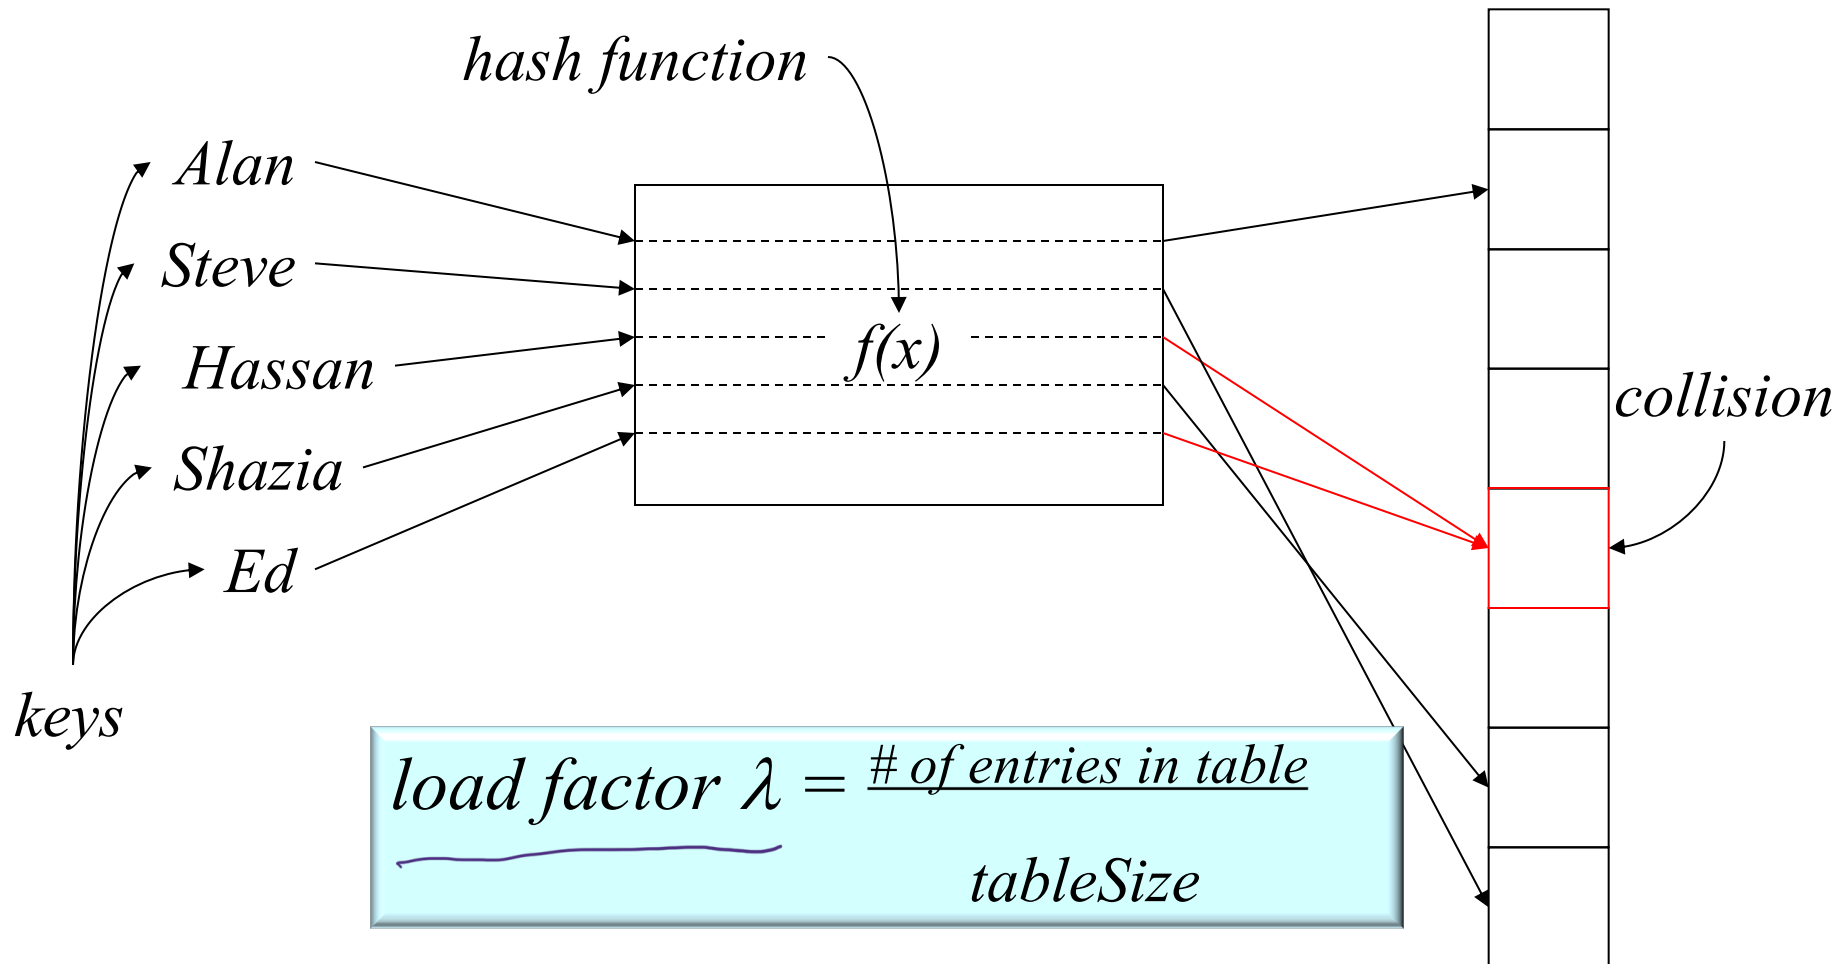 hash function
Alan
Steve
Hassan
Shazia
Ed
keys
f(x)
collision
load factor λ = # of entries in table
tableSize